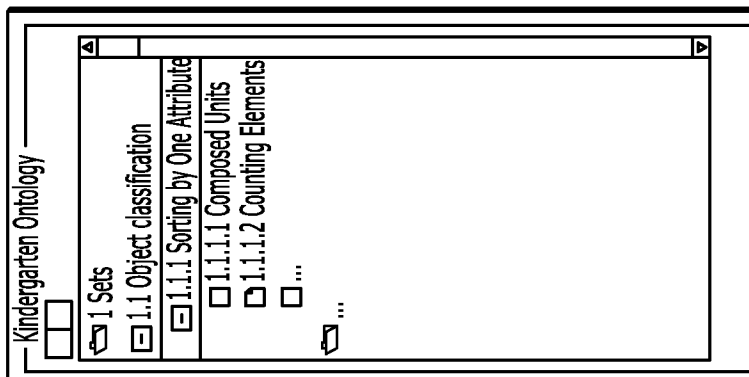 Kindergarten Ontology
1 Sets
1.1 Object classification
1.1.1 Sorting by One Attribute
1.1.1.1 Composed Units
1.1.1.2 Counting Elements
...
...